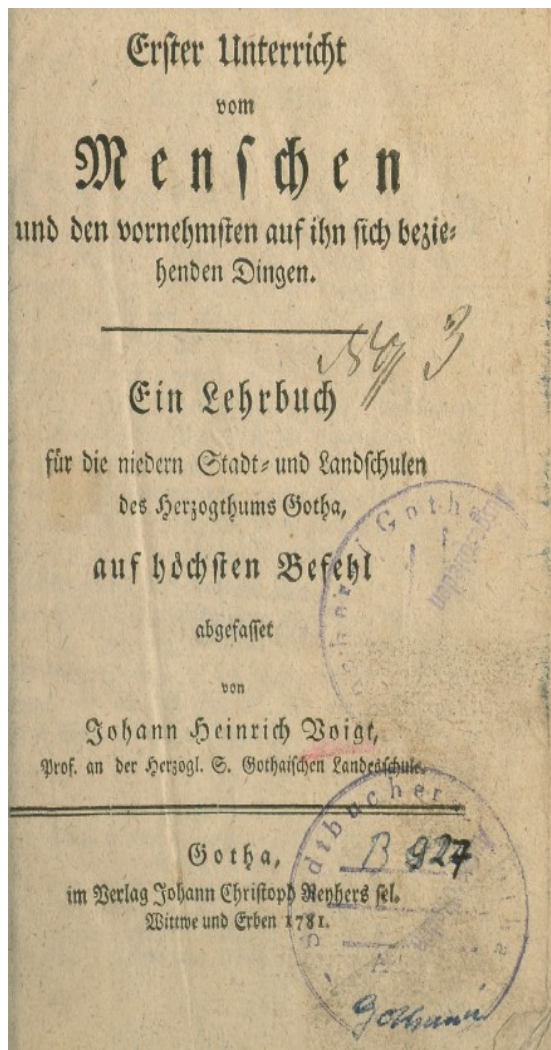 Erſter Unterricht
vom
Menſchen
und den vornehmſten auf ihn ſich bezie⸗
henden Dingen.
3
Ein Lehrbuch
für die niedern Stadt⸗ und Landſchulen
des Herzogthums Gotha,
auf höchſten Befehl
abgefaſſet
von
Johann Heinrich Voigt,
Prof. an der Herzogl. S. Gothaiſchen Landesſchule.
Gotha,
B 927
im Verlag Johann Chriſtoph Reyhers ſel.
Wittwe und Erben 1781.